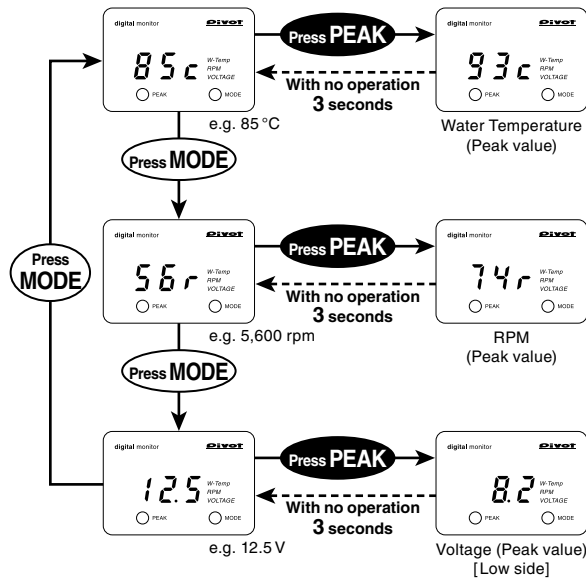 digital monitor Pivot
85c
W-Temp
RPM
VOLTAGE
PEAK MODE
e.g. 85°C
Press PEAK
With no operation
3 seconds
digital monitor Pivot
93c
W-Temp
RPM
VOLTAGE
PEAK MODE
Water Temperature
(Peak value)
Press MODE
digital monitor Pivot
56r
W-Temp
RPM
VOLTAGE
PEAK MODE
e.g. 5,600 rpm
Press PEAK
With no operation
3 seconds
digital monitor Pivot
74r
W-Temp
RPM
VOLTAGE
PEAK MODE
RPM
(Peak value)
Press
MODE
Press MODE
digital monitor Pivot
12.5
W-Temp
RPM
VOLTAGE
PEAK MODE
e.g. 12.5 V
Press PEAK
With no operation
3 seconds
digital monitor Pivot
8.2
W-Temp
RPM
VOLTAGE
PEAK MODE
Voltage (Peak value)
[Low side]